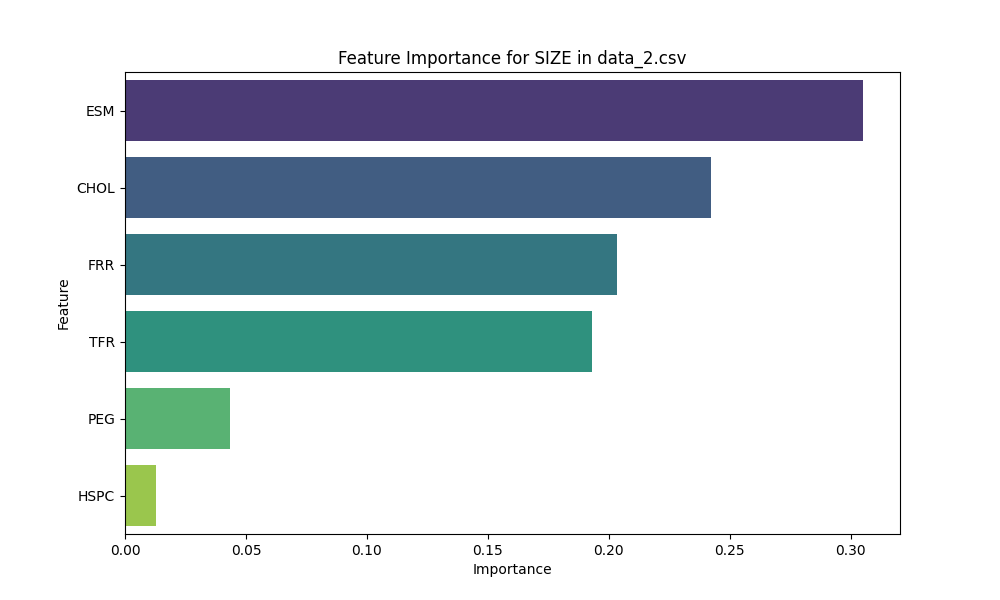 Feature Importance for SIZE in data_2.csv
ESM
CHOL
FRR
TFR
PEG
HSPC
Feature
0.00 0.05 0.10 0.15 0.20 0.25 0.30
Importance